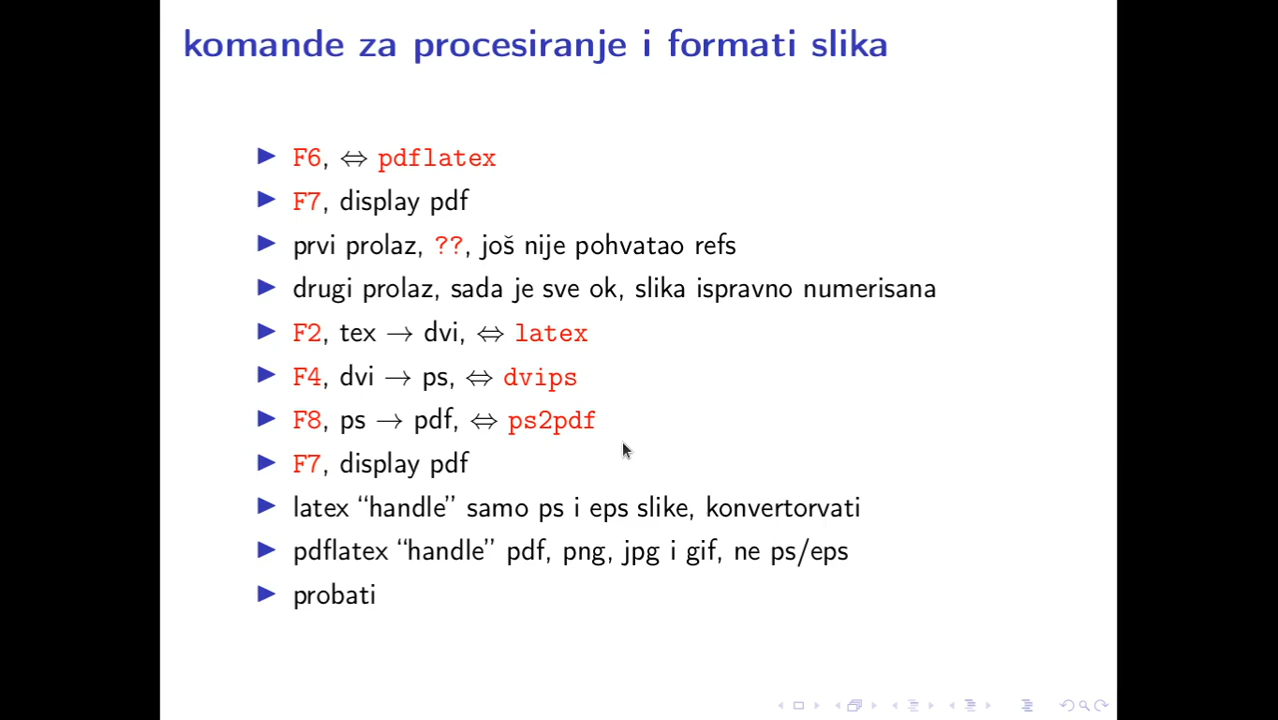 komande za procesiranje i formati slika
F6, ⇔ pdflatex
F7, display pdf
prvi prolaz, ??, još nije pohvatao refs
drugi prolaz, sada je sve ok, slika ispravno numerisana
F2, tex → dvi, ⇔ latex
F4, dvi → ps, ⇔ dvips
F8, ps → pdf, ⇔ ps2pdf
F7, display pdf
latex “handle” samo ps i eps slike, konvertorvati
pdflatex “handle” pdf, png, jpg i gif, ne ps/eps
probati